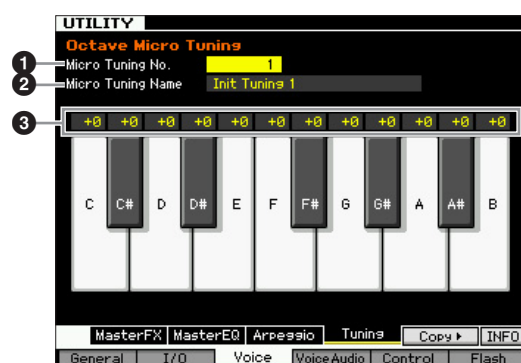 UTILITY
Octave Micro Tuning
1 Micro Tuning No. 1
2 Micro Tuning Name Init Tuning 1
3 +0 +0 +0 +0 +0 +0 +0 +0 +0 +0 +0 +0
C C# D D# E F F# G G# A A# B
MasterFX MasterEQ Arpeggio Tuning Copy INFO
General I/O Voice VoiceAudio Control Flash